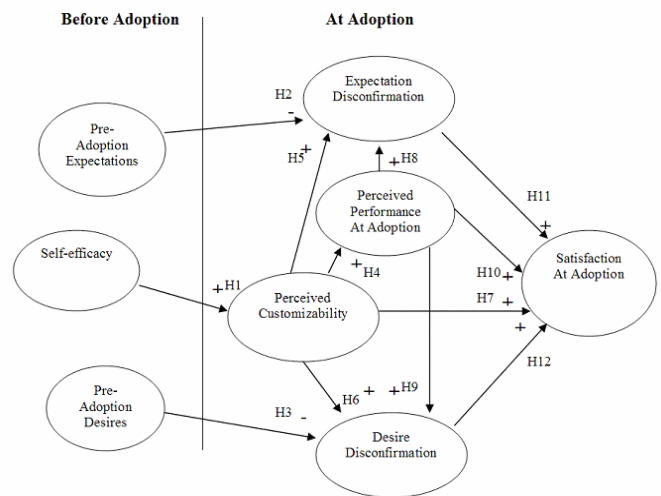 Before Adoption
At Adoption
Expectation
Disconfirmation
H2
-
Pre-
Adoption
Expectations
+
H5
+
H8
Perceived
Performance
At Adoption
H11
+
Self-efficacy
Satisfaction
At Adoption
+
H1
+
H4
H10
+
Perceived
Customizability
H7
+
+
H12
Pre-
Adoption
Desires
H3
-
H6
+
+
H9
Desire
Disconfirmation